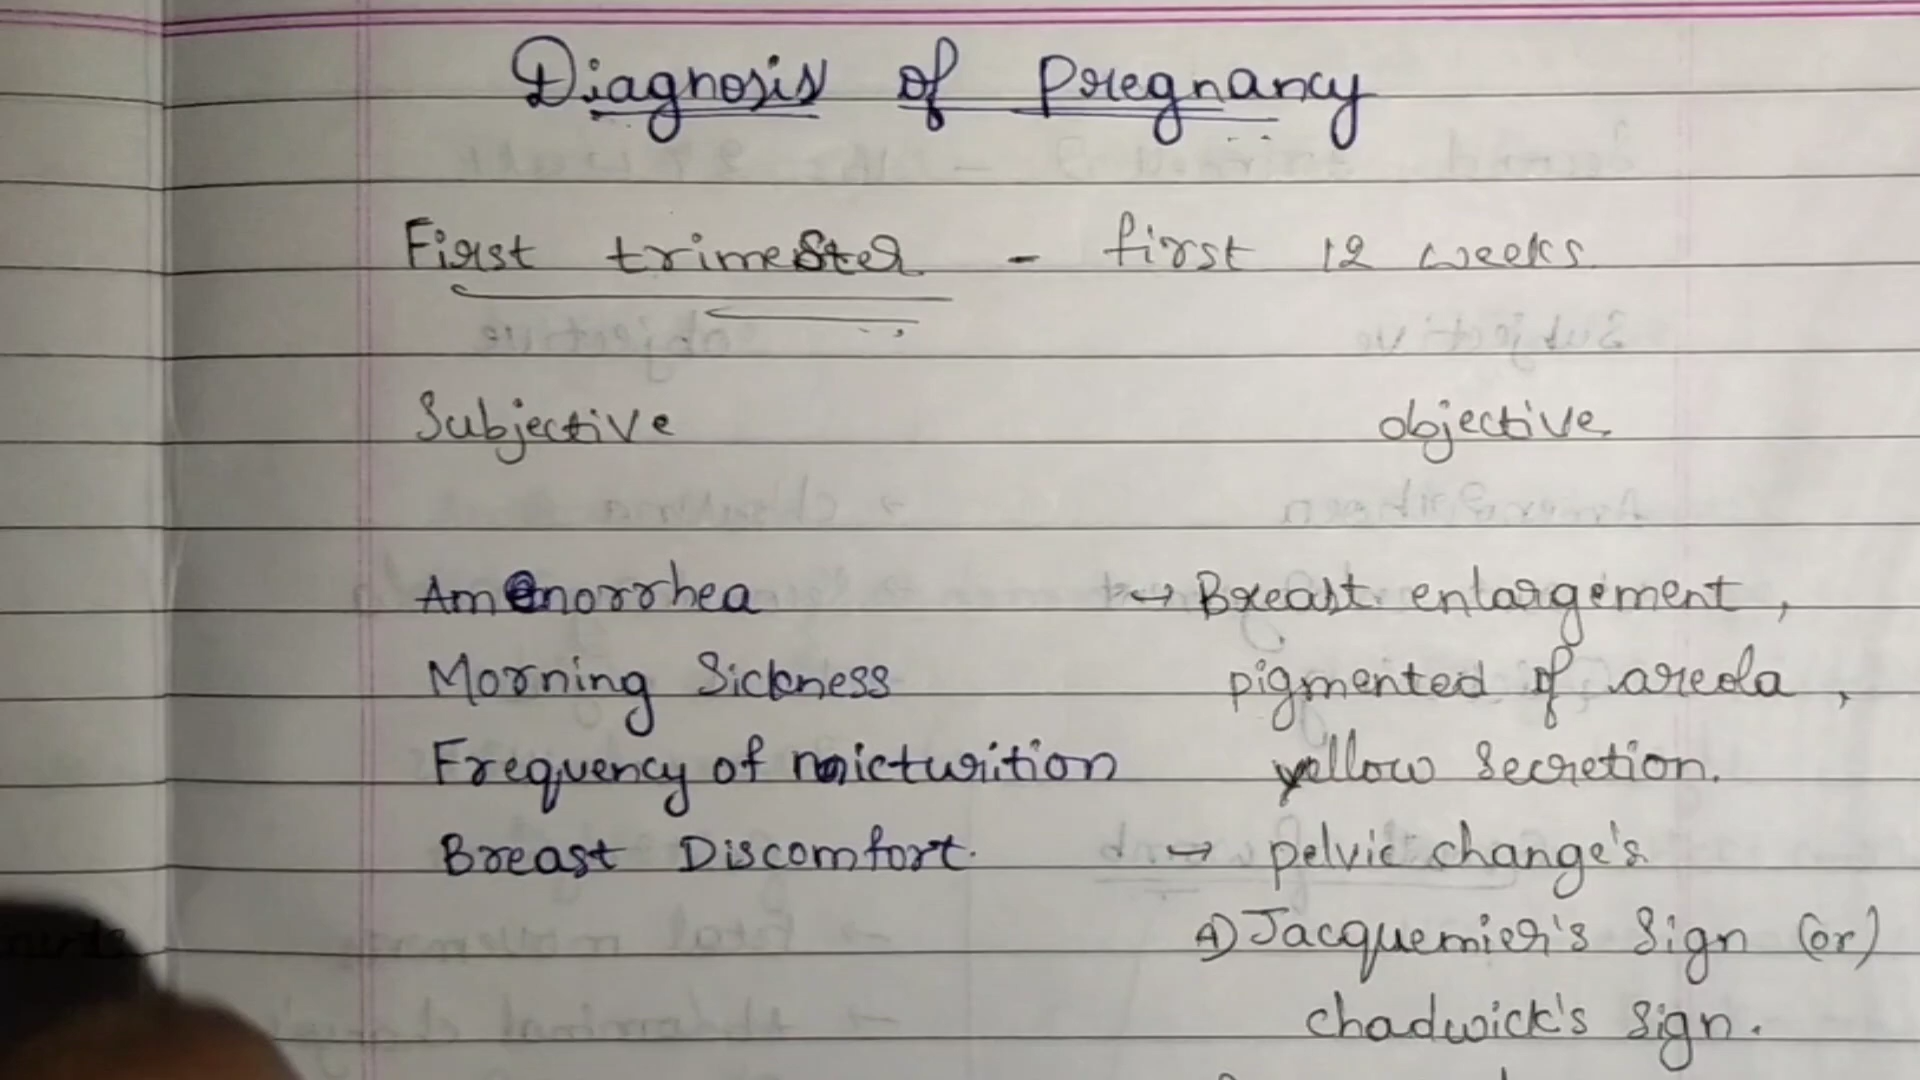 Diagnosis of Pregnancy
First trimester - first 12 weeks
Subjective objective.
Amenorrhea → Breast enlargement,
Morning Sickness pigmented of areola,
Frequency of micturition yellow secretion.
Breast Discomfort. → pelvic change's
A) Jacquemier's Sign (or)
chadwick's sign.